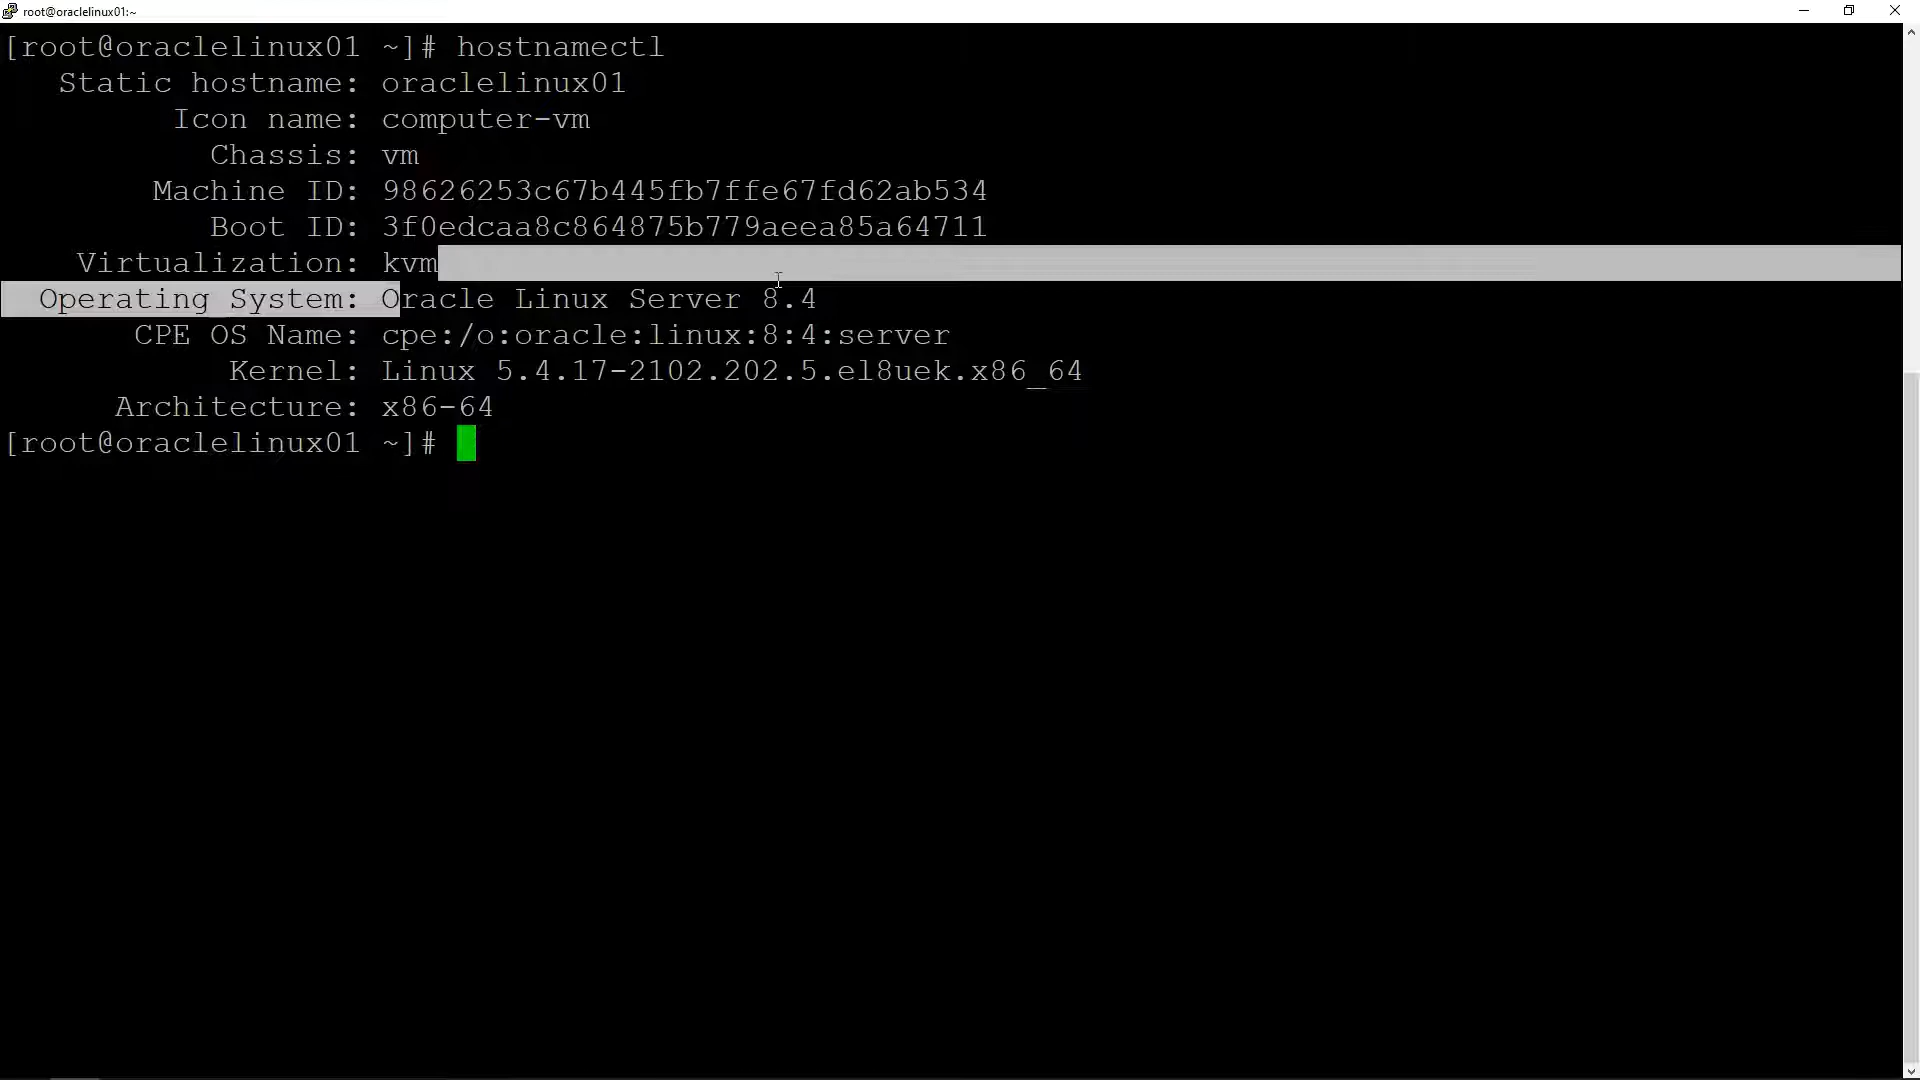 root@oraclelinux01:~
[root@oraclelinux01 ~]# hostnamectl
Static hostname: oraclelinux01
Icon name: computer-vm
Chassis: vm
Machine ID: 98626253c67b445fb7ffe67fd62ab534
Boot ID: 3f0edcaa8c864875b779aeea85a64711
Virtualization: kvm
Operating System: Oracle Linux Server 8.4
CPE OS Name: cpe:/o:oracle:linux:8:4:server
Kernel: Linux 5.4.17-2102.202.5.el8uek.x86_64
Architecture: x86-64
[root@oraclelinux01 ~]#